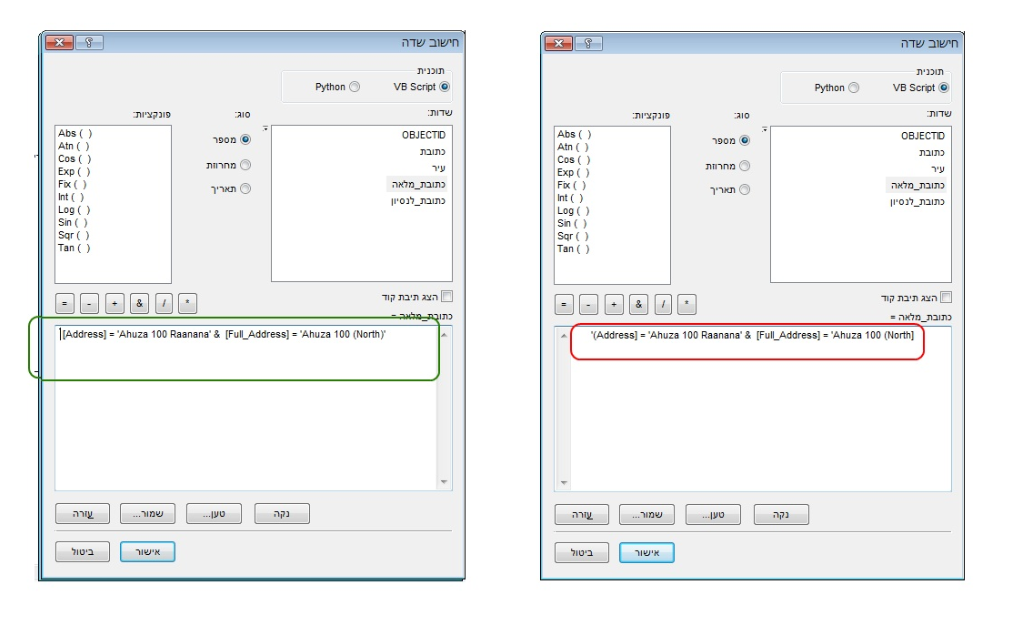 חישוב שדה
תוכנית
VB Script
Python
שדות:
סוג:
פונקציות:
OBJECTID
כתובת
עיר
כתובת_מלאה
כתובת_לנסיון
מספר
מחרוזת
תאריך
Abs ( )
Atn ( )
Cos ( )
Exp ( )
Fix ( )
Int ( )
Log ( )
Sin ( )
Sqr ( )
Tan ( )
הצג תיבת קוד
= - + & / *
כתובת_מלאה =
[Address] = 'Ahuza 100 Raanana' & [Full_Address] = 'Ahuza 100 (North)'
נקה
טען...
שמור...
עזרה
אישור
ביטול
חישוב שדה
תוכנית
VB Script
Python
שדות:
סוג:
פונקציות:
OBJECTID
כתובת
עיר
כתובת_מלאה
כתובת_לנסיון
מספר
מחרוזת
תאריך
Abs ( )
Atn ( )
Cos ( )
Exp ( )
Fix ( )
Int ( )
Log ( )
Sin ( )
Sqr ( )
Tan ( )
הצג תיבת קוד
= - + & / *
כתובת_מלאה =
'(Address] = 'Ahuza 100 Raanana' & [Full_Address] = 'Ahuza 100 (North]
נקה
טען...
שמור...
עזרה
אישור
ביטול